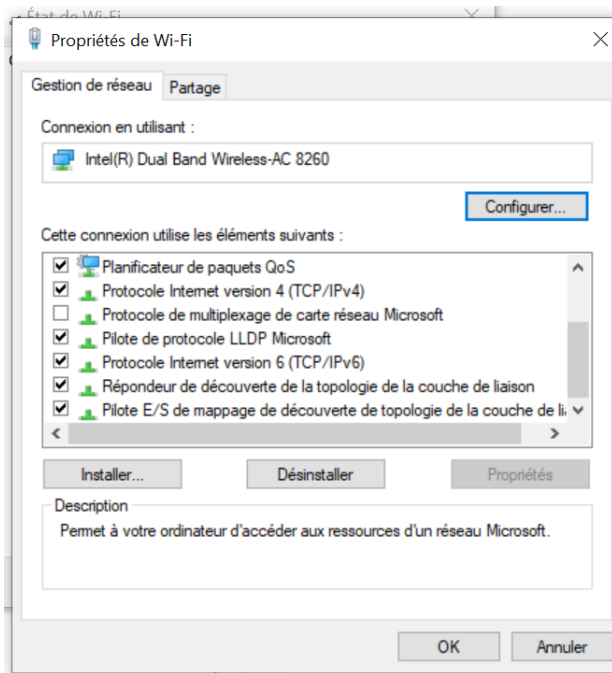 État de Wi-Fi
Propriétés de Wi-Fi
Gestion de réseau
Partage
Connexion en utilisant :
Intel(R) Dual Band Wireless-AC 8260
Configurer...
Cette connexion utilise les éléments suivants :
Planificateur de paquets QoS
Protocole Internet version 4 (TCP/IPv4)
Protocole de multiplexage de carte réseau Microsoft
Pilote de protocole LLDP Microsoft
Protocole Internet version 6 (TCP/IPv6)
Répondeur de découverte de la topologie de la couche de liaison
Pilote E/S de mappage de découverte de topologie de la couche de
Installer...
Désinstaller
Propriétés
Description
Permet à votre ordinateur d'accéder aux ressources d'un réseau Microsoft.
OK
Annuler